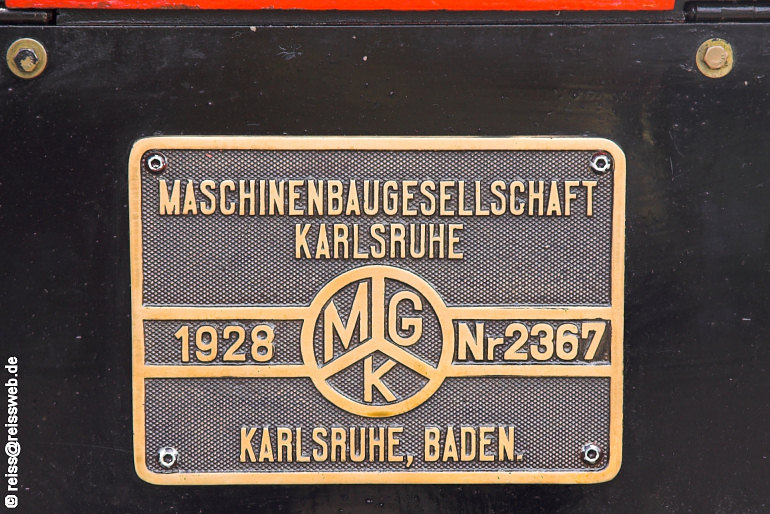 MASCHINENBAUGESELLSCHAFT
KARLSRUHE
1928
MGK
Nr2367
KARLSRUHE, BADEN.
© reiss@reissweb.de